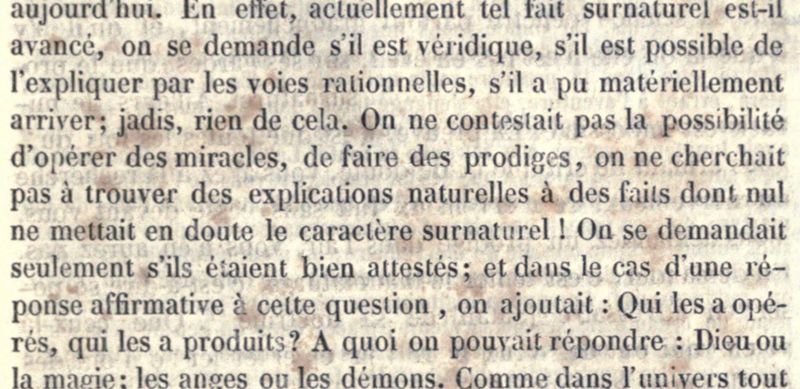 aujourd'hui. En effet, actuellement tel fait surnaturel est-il
avancé, on se demande s'il est véridique, s'il est possible de
l'expliquer par les voies rationnelles, s'il a pu matériellement
arriver; jadis, rien de cela. On ne contestait pas la possibilité
d'opérer des miracles, de faire des prodiges, on ne cherchait
pas à trouver des explications naturelles à des faits dont nul
ne mettait en doute le caractère surnaturel! On se demandait
seulement s'ils étaient bien attestés; et dans le cas d'une ré-
ponse affirmative à cette question, on ajoutait : Qui les a opé-
rés, qui les a produits? A quoi on pouvait répondre : Dieu ou
la magie; les anges ou les démons. Comme dans l'univers tout